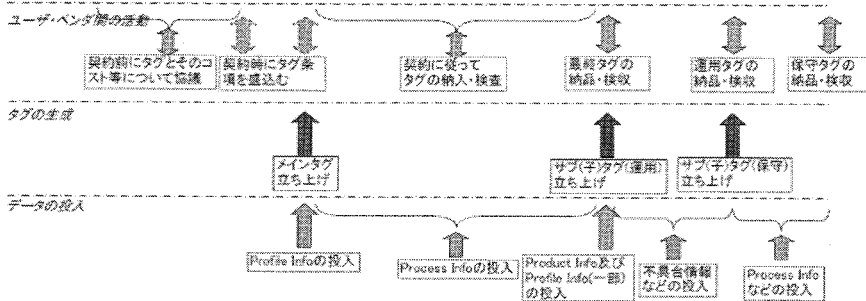 ユーザ・ベンダ間の活動
契約前にタグとそのコ
スト等について協議
契約時にタグ条
項を盛込む
契約に従って
タグの納入・検査
最終タグの
納品・検収
運用タグの
納品・検収
保守タグの
納品・検収
タグの生成
メインタグ
立ち上げ
サブ(子)タグ(運用)
立ち上げ
サブ(子)タグ(保守)
立ち上げ
データの投入
Profile Infoの投入
Process Infoの投入
Product Info及び
Profile Info(一部)
の投入
不具合情報
などの投入
Process Info
などの投入